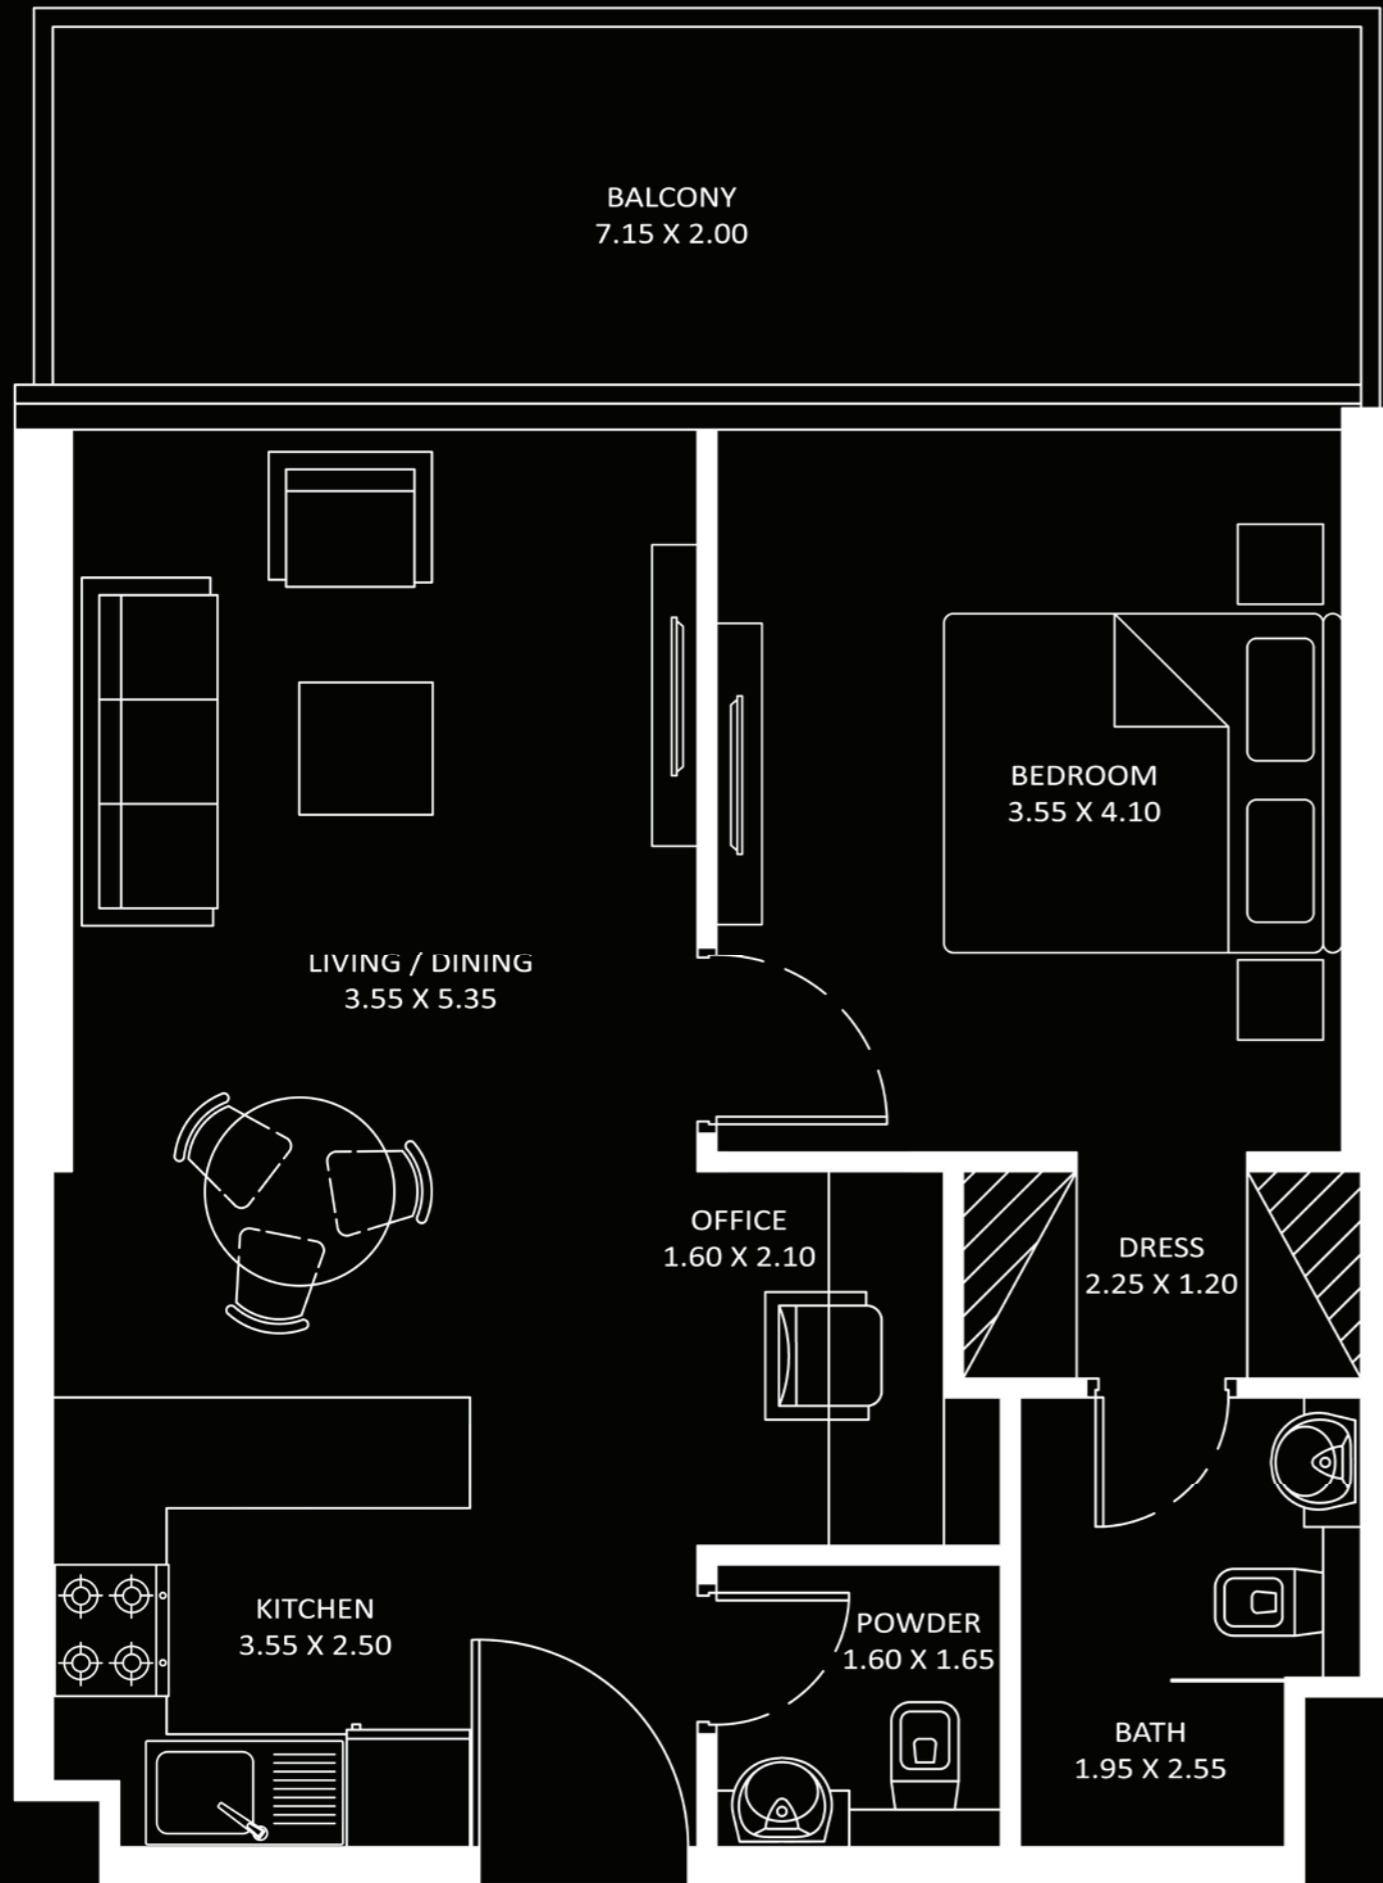 BALCONY
7.15 X 2.00
BEDROOM
3.55 X 4.10
LIVING / DINING
3.55 X 5.35
OFFICE
1.60 X 2.10
DRESS
2.25 X 1.20
KITCHEN
3.55 X 2.50
POWDER
1.60 X 1.65
BATH
1.95 X 2.55